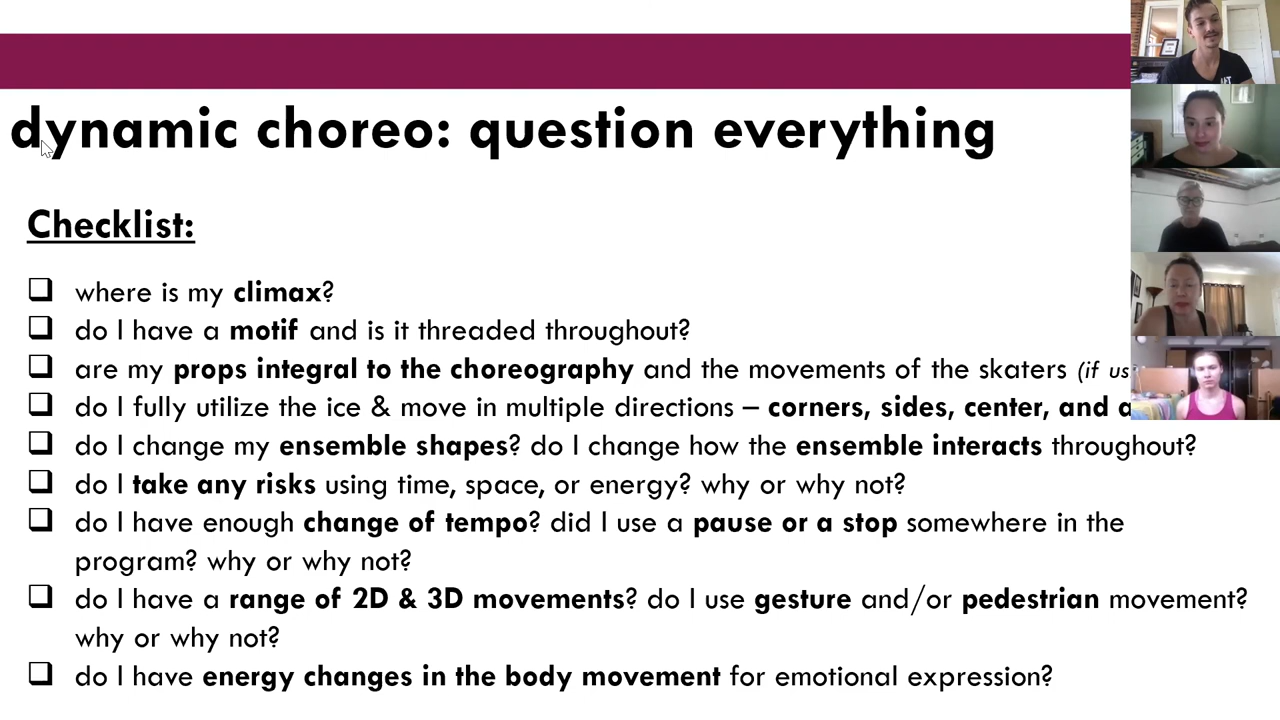 dynamic choreo: question everything
Checklist:
❑ where is my climax?
❑ do I have a motif and is it threaded throughout?
❑ are my props integral to the choreography and the movements of the skaters (if us
❑ do I fully utilize the ice & move in multiple directions – corners, sides, center, and
❑ do I change my ensemble shapes? do I change how the ensemble interacts throughout?
❑ do I take any risks using time, space, or energy? why or why not?
❑ do I have enough change of tempo? did I use a pause or a stop somewhere in the
program? why or why not?
❑ do I have a range of 2D & 3D movements? do I use gesture and/or pedestrian movement?
why or why not?
❑ do I have energy changes in the body movement for emotional expression?